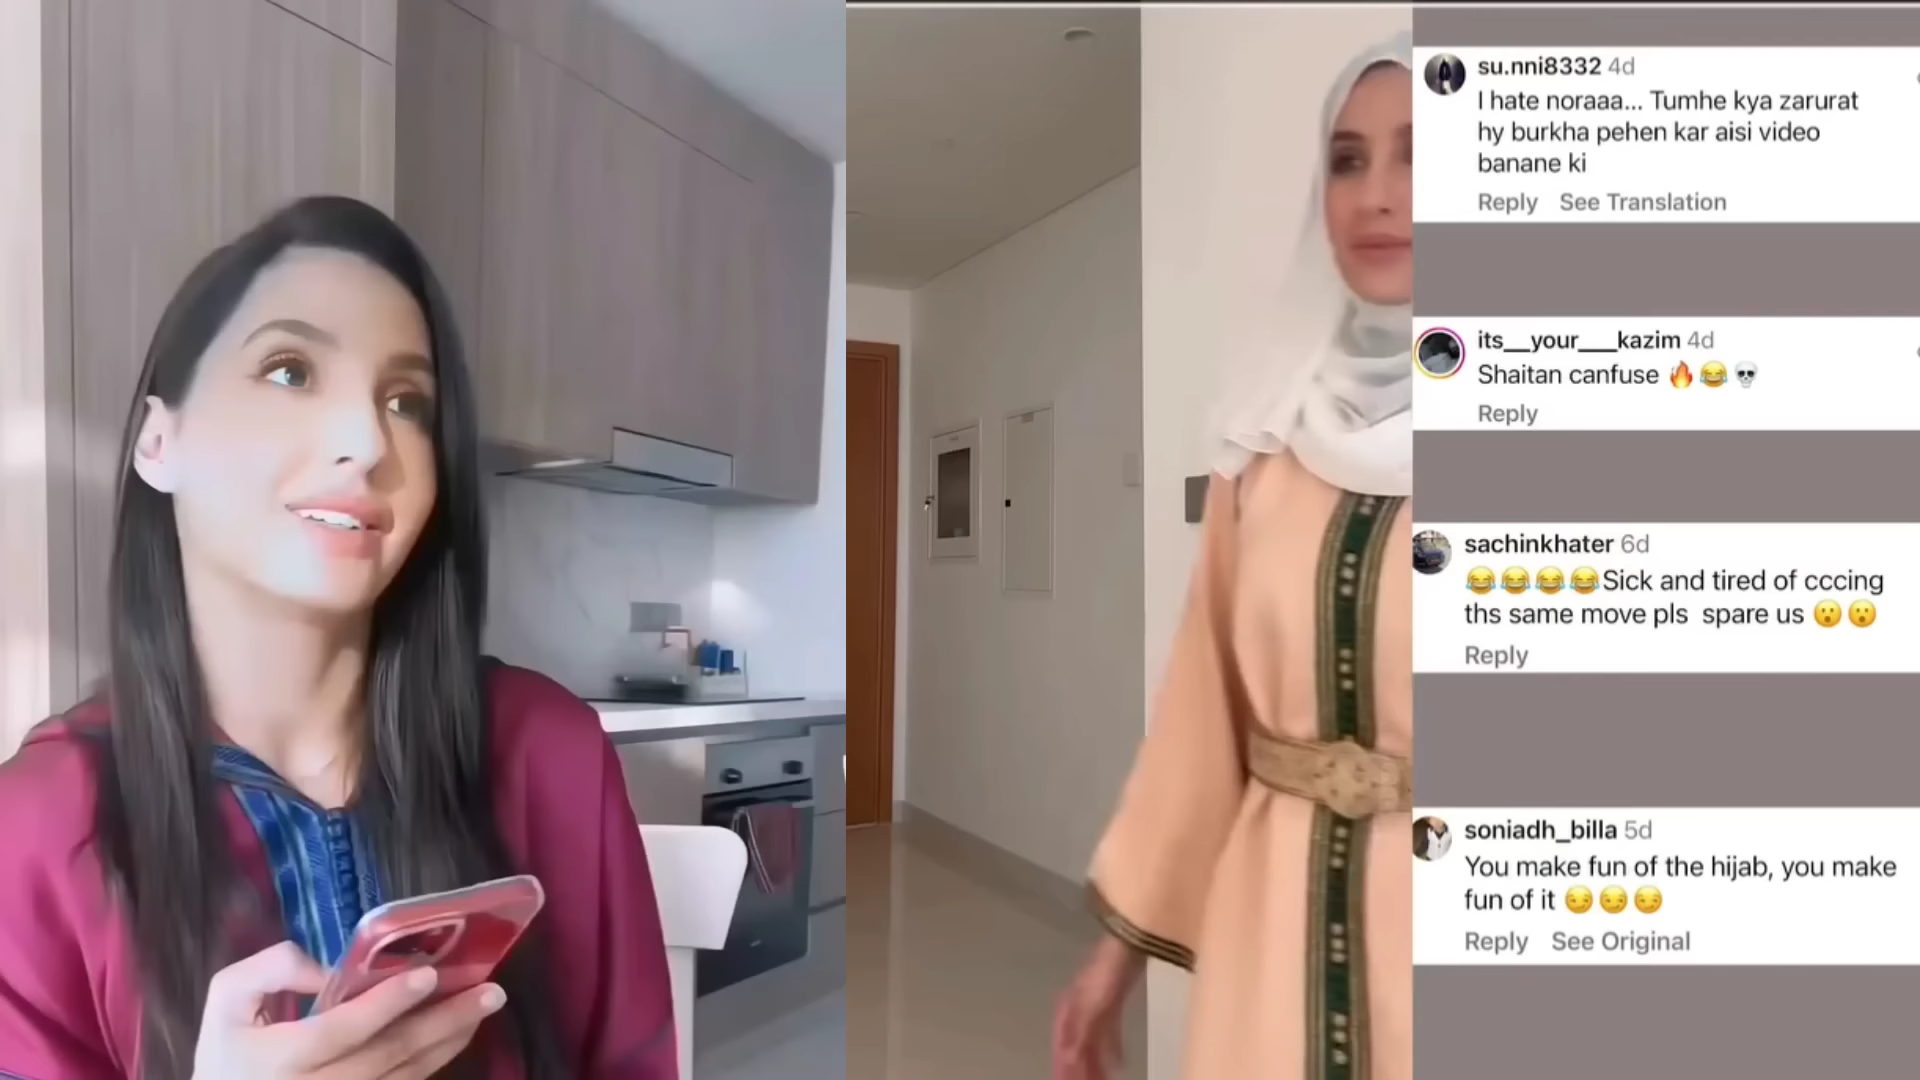 su.nni8332 4d
I hate noraaa... Tumhe kya zarurat
hy burkha pehen kar aisi video
banane ki
Reply See Translation
its__your___kazim 4d
Shaitan canfuse 🔥😂💀
Reply
sachinkhater 6d
😂😂😂😂Sick and tired of cccing
ths same move pls spare us 😮😮
Reply
soniadh_billa 5d
You make fun of the hijab, you make
fun of it 😏😏😏
Reply See Original